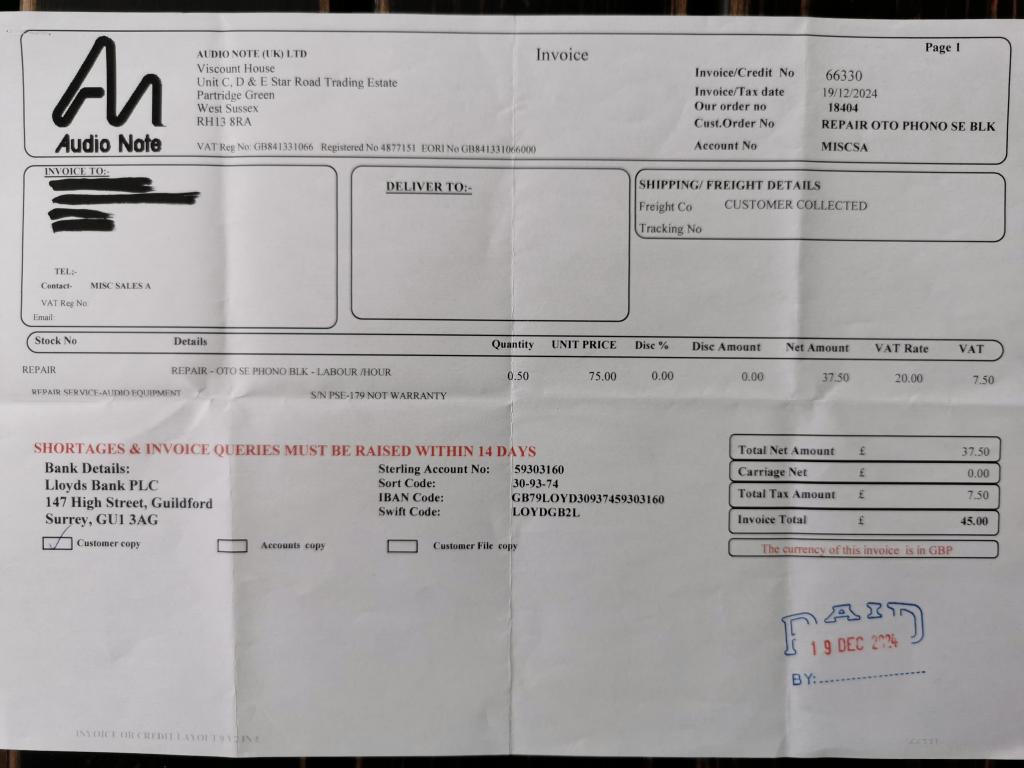 Page 1
Invoice
AUDIO NOTE (UK) LTD
Viscount House
Unit C, D & E Star Road Trading Estate
Partridge Green
West Sussex
RH13 8RA
VAT Reg No: GB841331066 Registered No 4877151 EORI No GB841331066000
Audio Note
Invoice/Credit No 66330
Invoice/Tax date 19/12/2024
Our order no 18404
Cust.Order No REPAIR OTO PHONO SE BLK
Account No MISCSA
INVOICE TO:-
TEL:-
Contact- MISC SALES A
VAT Reg No:
Email:
DELIVER TO:-
SHIPPING/ FREIGHT DETAILS
Freight Co CUSTOMER COLLECTED
Tracking No
Stock No Details Quantity UNIT PRICE Disc % Disc Amount Net Amount VAT Rate VAT
REPAIR REPAIR - OTO SE PHONO BLK - LABOUR /HOUR 0.50 75.00 0.00 0.00 37.50 20.00 7.50
REPAIR SERVICE-AUDIO EQUIPMENT S/N PSE-179 NOT WARRANTY
SHORTAGES & INVOICE QUERIES MUST BE RAISED WITHIN 14 DAYS
Bank Details:
Lloyds Bank PLC
147 High Street, Guildford
Surrey, GU1 3AG
Sterling Account No: 59303160
Sort Code: 30-93-74
IBAN Code: GB79LOYD30937459303160
Swift Code: LOYDGB2L
Customer copy Accounts copy Customer File copy
Total Net Amount £ 37.50
Carriage Net £ 0.00
Total Tax Amount £ 7.50
Invoice Total £ 45.00
The currency of this invoice is in GBP
PAID
19 DEC 2024
BY:
INVOICE OR CREDIT LAYOUT